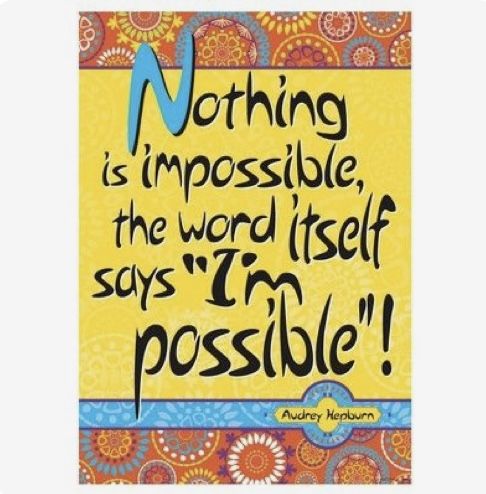 Nothing
is impossible,
the word itself
says "I'm
possible"!
Audrey Hepburn